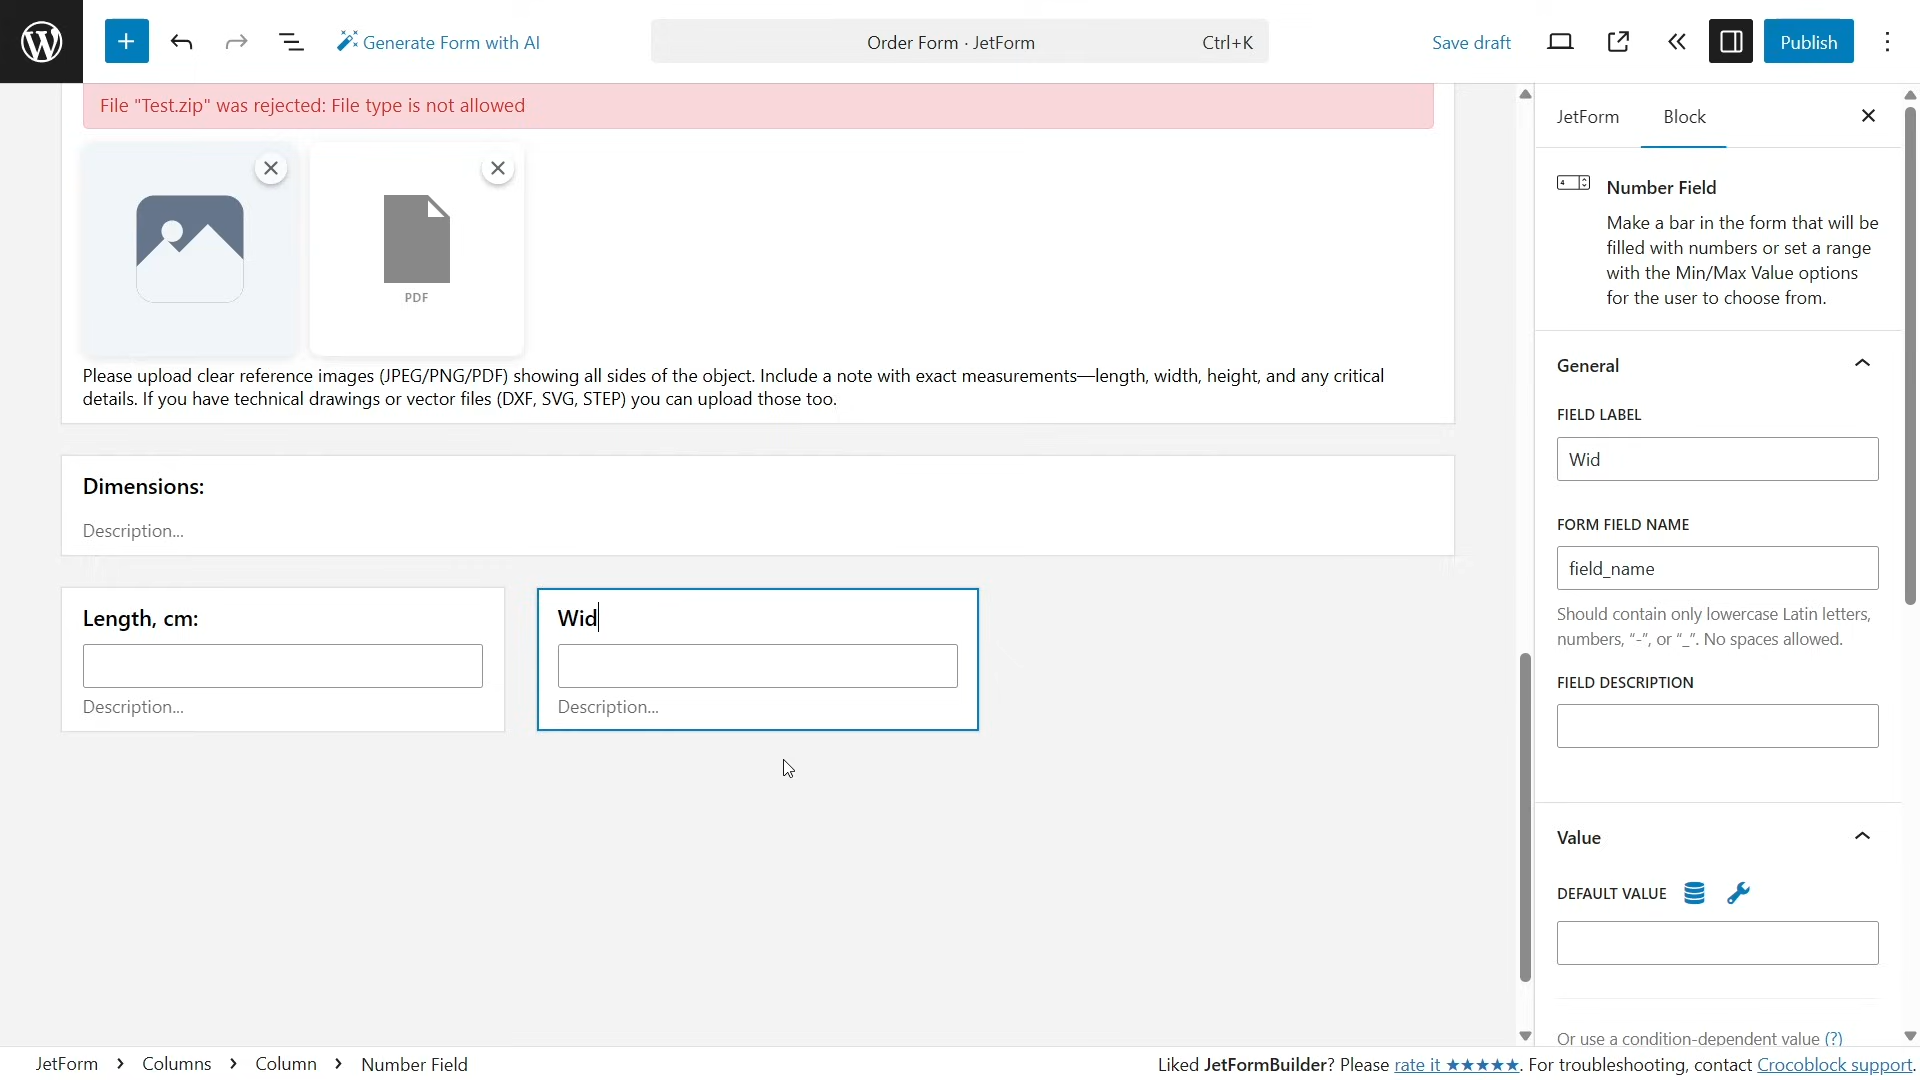 Generate Form with AI
Order Form · JetForm
Ctrl+K
Save draft
Publish
File "Test.zip" was rejected: File type is not allowed
PDF
Please upload clear reference images (JPEG/PNG/PDF) showing all sides of the object. Include a note with exact measurements—length, width, height, and any critical
details. If you have technical drawings or vector files (DXF, SVG, STEP) you can upload those too.
Dimensions:
Description...
Length, cm:
Description...
Wid
Description...
JetForm
Block
Number Field
Make a bar in the form that will be
filled with numbers or set a range
with the Min/Max Value options
for the user to choose from.
General
FIELD LABEL
Wid
FORM FIELD NAME
field_name
Should contain only lowercase Latin letters,
numbers, “-”, or “_”. No spaces allowed.
FIELD DESCRIPTION
Value
DEFAULT VALUE
Or use a condition-dependent value (?)
JetForm > Columns > Column > Number Field
Liked JetFormBuilder? Please rate it ★★★★★. For troubleshooting, contact Crocoblock support.